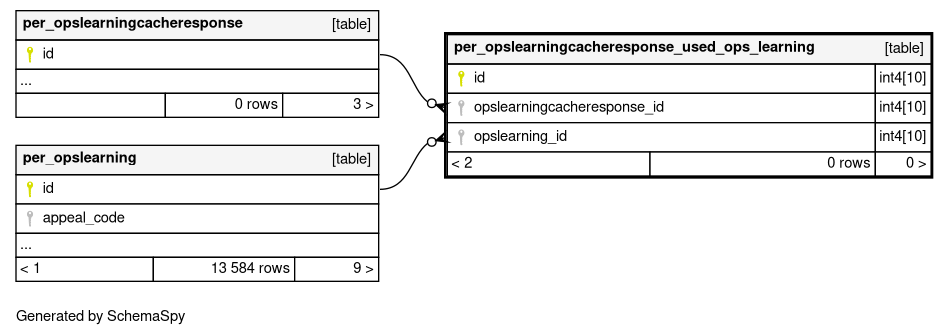 per_opslearningcacheresponse [table]
id
...
0 rows 3 >
per_opslearningcacheresponse_used_ops_learning [table]
id int4[10]
opslearningcacheresponse_id int4[10]
opslearning_id int4[10]
< 2 0 rows 0 >
per_opslearning [table]
id
appeal_code
...
< 1 13 584 rows 9 >
Generated by SchemaSpy